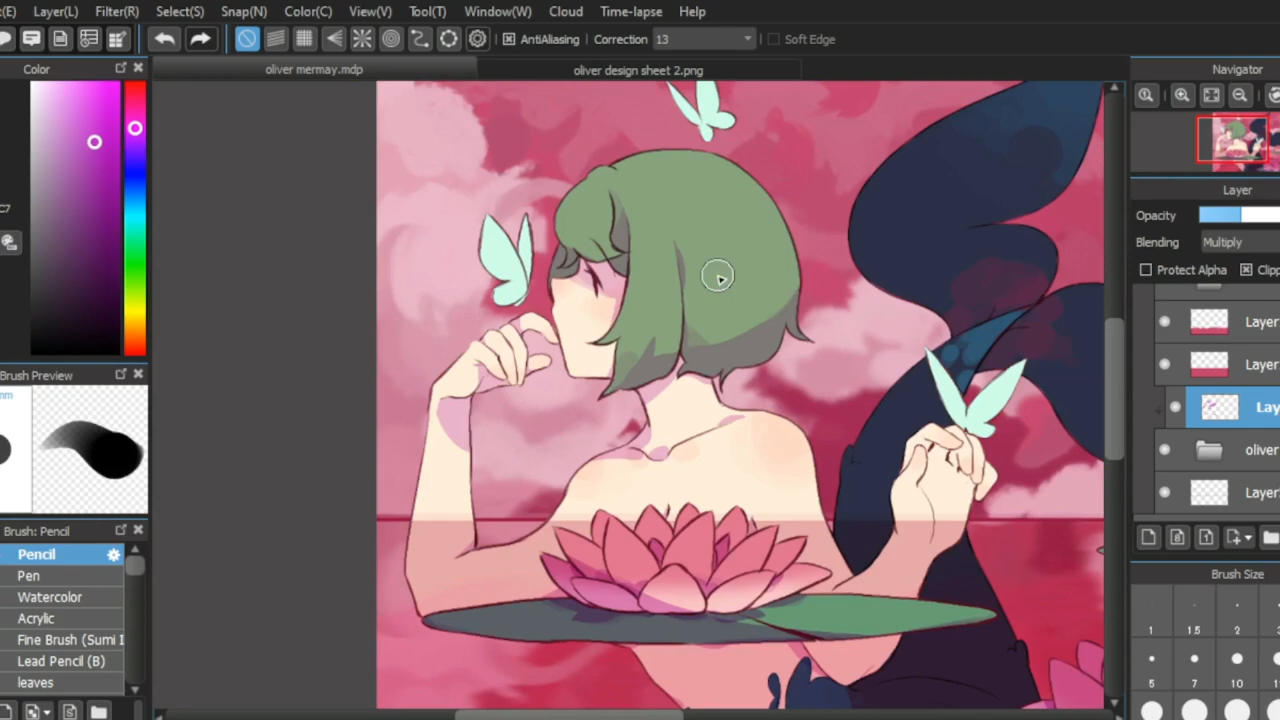 (E) Layer(L) Filter(R) Select(S) Snap(N) Color(C) View(V) Tool(T) Window(W) Cloud Time-lapse Help
AntiAliasing Correction 13 Soft Edge
Color
oliver mermay.mdp
oliver design sheet 2.png
Navigator
C7
Layer
Opacity
Blending Multiply
Protect Alpha Clipp
Layer
Layer
Lay
oliver
Layer
Brush Preview
mm
Brush: Pencil
Pencil
Pen
Watercolor
Acrylic
Fine Brush (Sumi I
Lead Pencil (B)
leaves
Brush Size
1 1.5 2
5 7 10